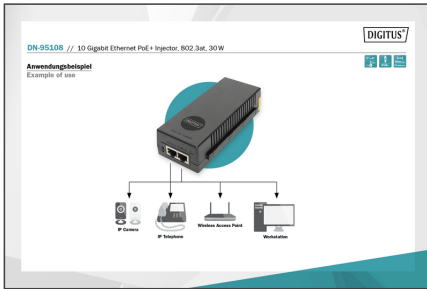 DIGITUS®
DN-95108 // 10 Gigabit Ethernet PoE+ Injector, 802.3at, 30 W
Anwendungsbeispiel
Example of use
DIGITUS
IP Camera
IP Telephone
Wireless Access Point
Workstation